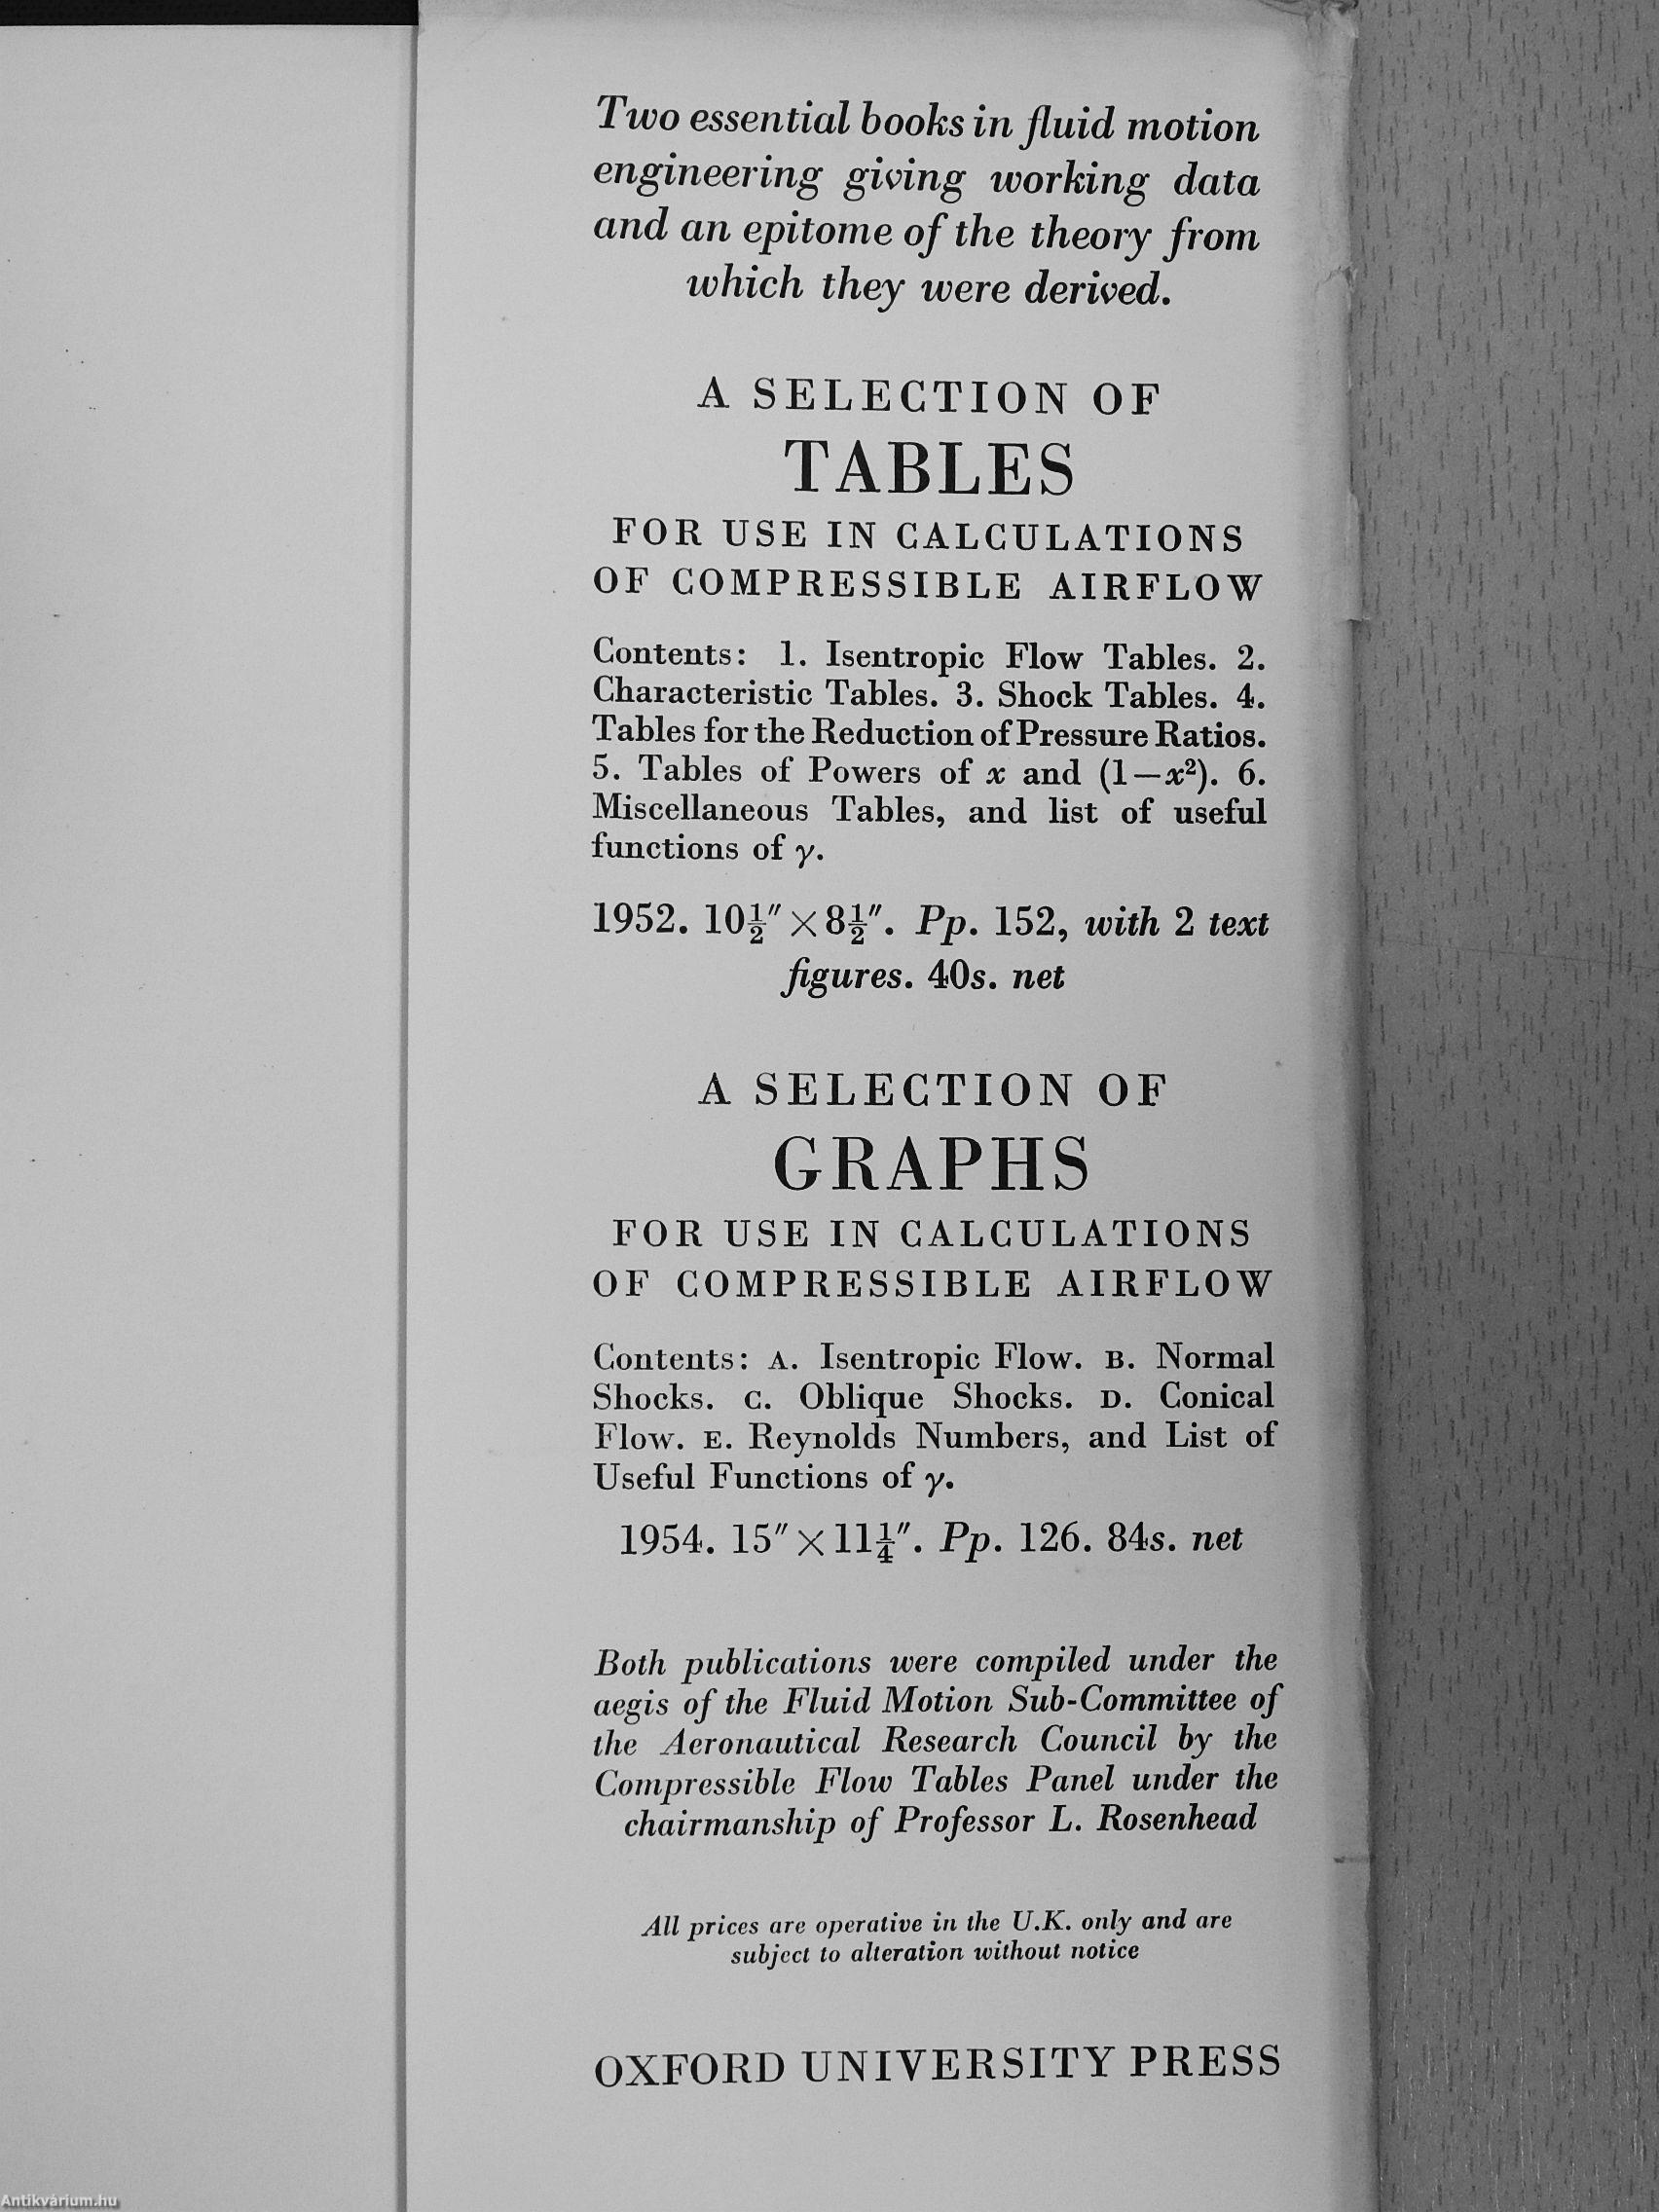 Two essential books in fluid motion
engineering giving working data
and an epitome of the theory from
which they were derived.
A SELECTION OF
TABLES
FOR USE IN CALCULATIONS
OF COMPRESSIBLE AIRFLOW
Contents: 1. Isentropic Flow Tables. 2.
Characteristic Tables. 3. Shock Tables. 4.
Tables for the Reduction of Pressure Ratios.
5. Tables of Powers of x and (1—x²). 6.
Miscellaneous Tables, and list of useful
functions of γ.
1952. 10½″ × 8½″. Pp. 152, with 2 text
figures. 40s. net
A SELECTION OF
GRAPHS
FOR USE IN CALCULATIONS
OF COMPRESSIBLE AIRFLOW
Contents: A. Isentropic Flow. B. Normal
Shocks. C. Oblique Shocks. D. Conical
Flow. E. Reynolds Numbers, and List of
Useful Functions of γ.
1954. 15″ × 11¼″. Pp. 126. 84s. net
Both publications were compiled under the
aegis of the Fluid Motion Sub-Committee of
the Aeronautical Research Council by the
Compressible Flow Tables Panel under the
chairmanship of Professor L. Rosenhead
All prices are operative in the U.K. only and are
subject to alteration without notice
OXFORD UNIVERSITY PRESS
Antikvárium.hu